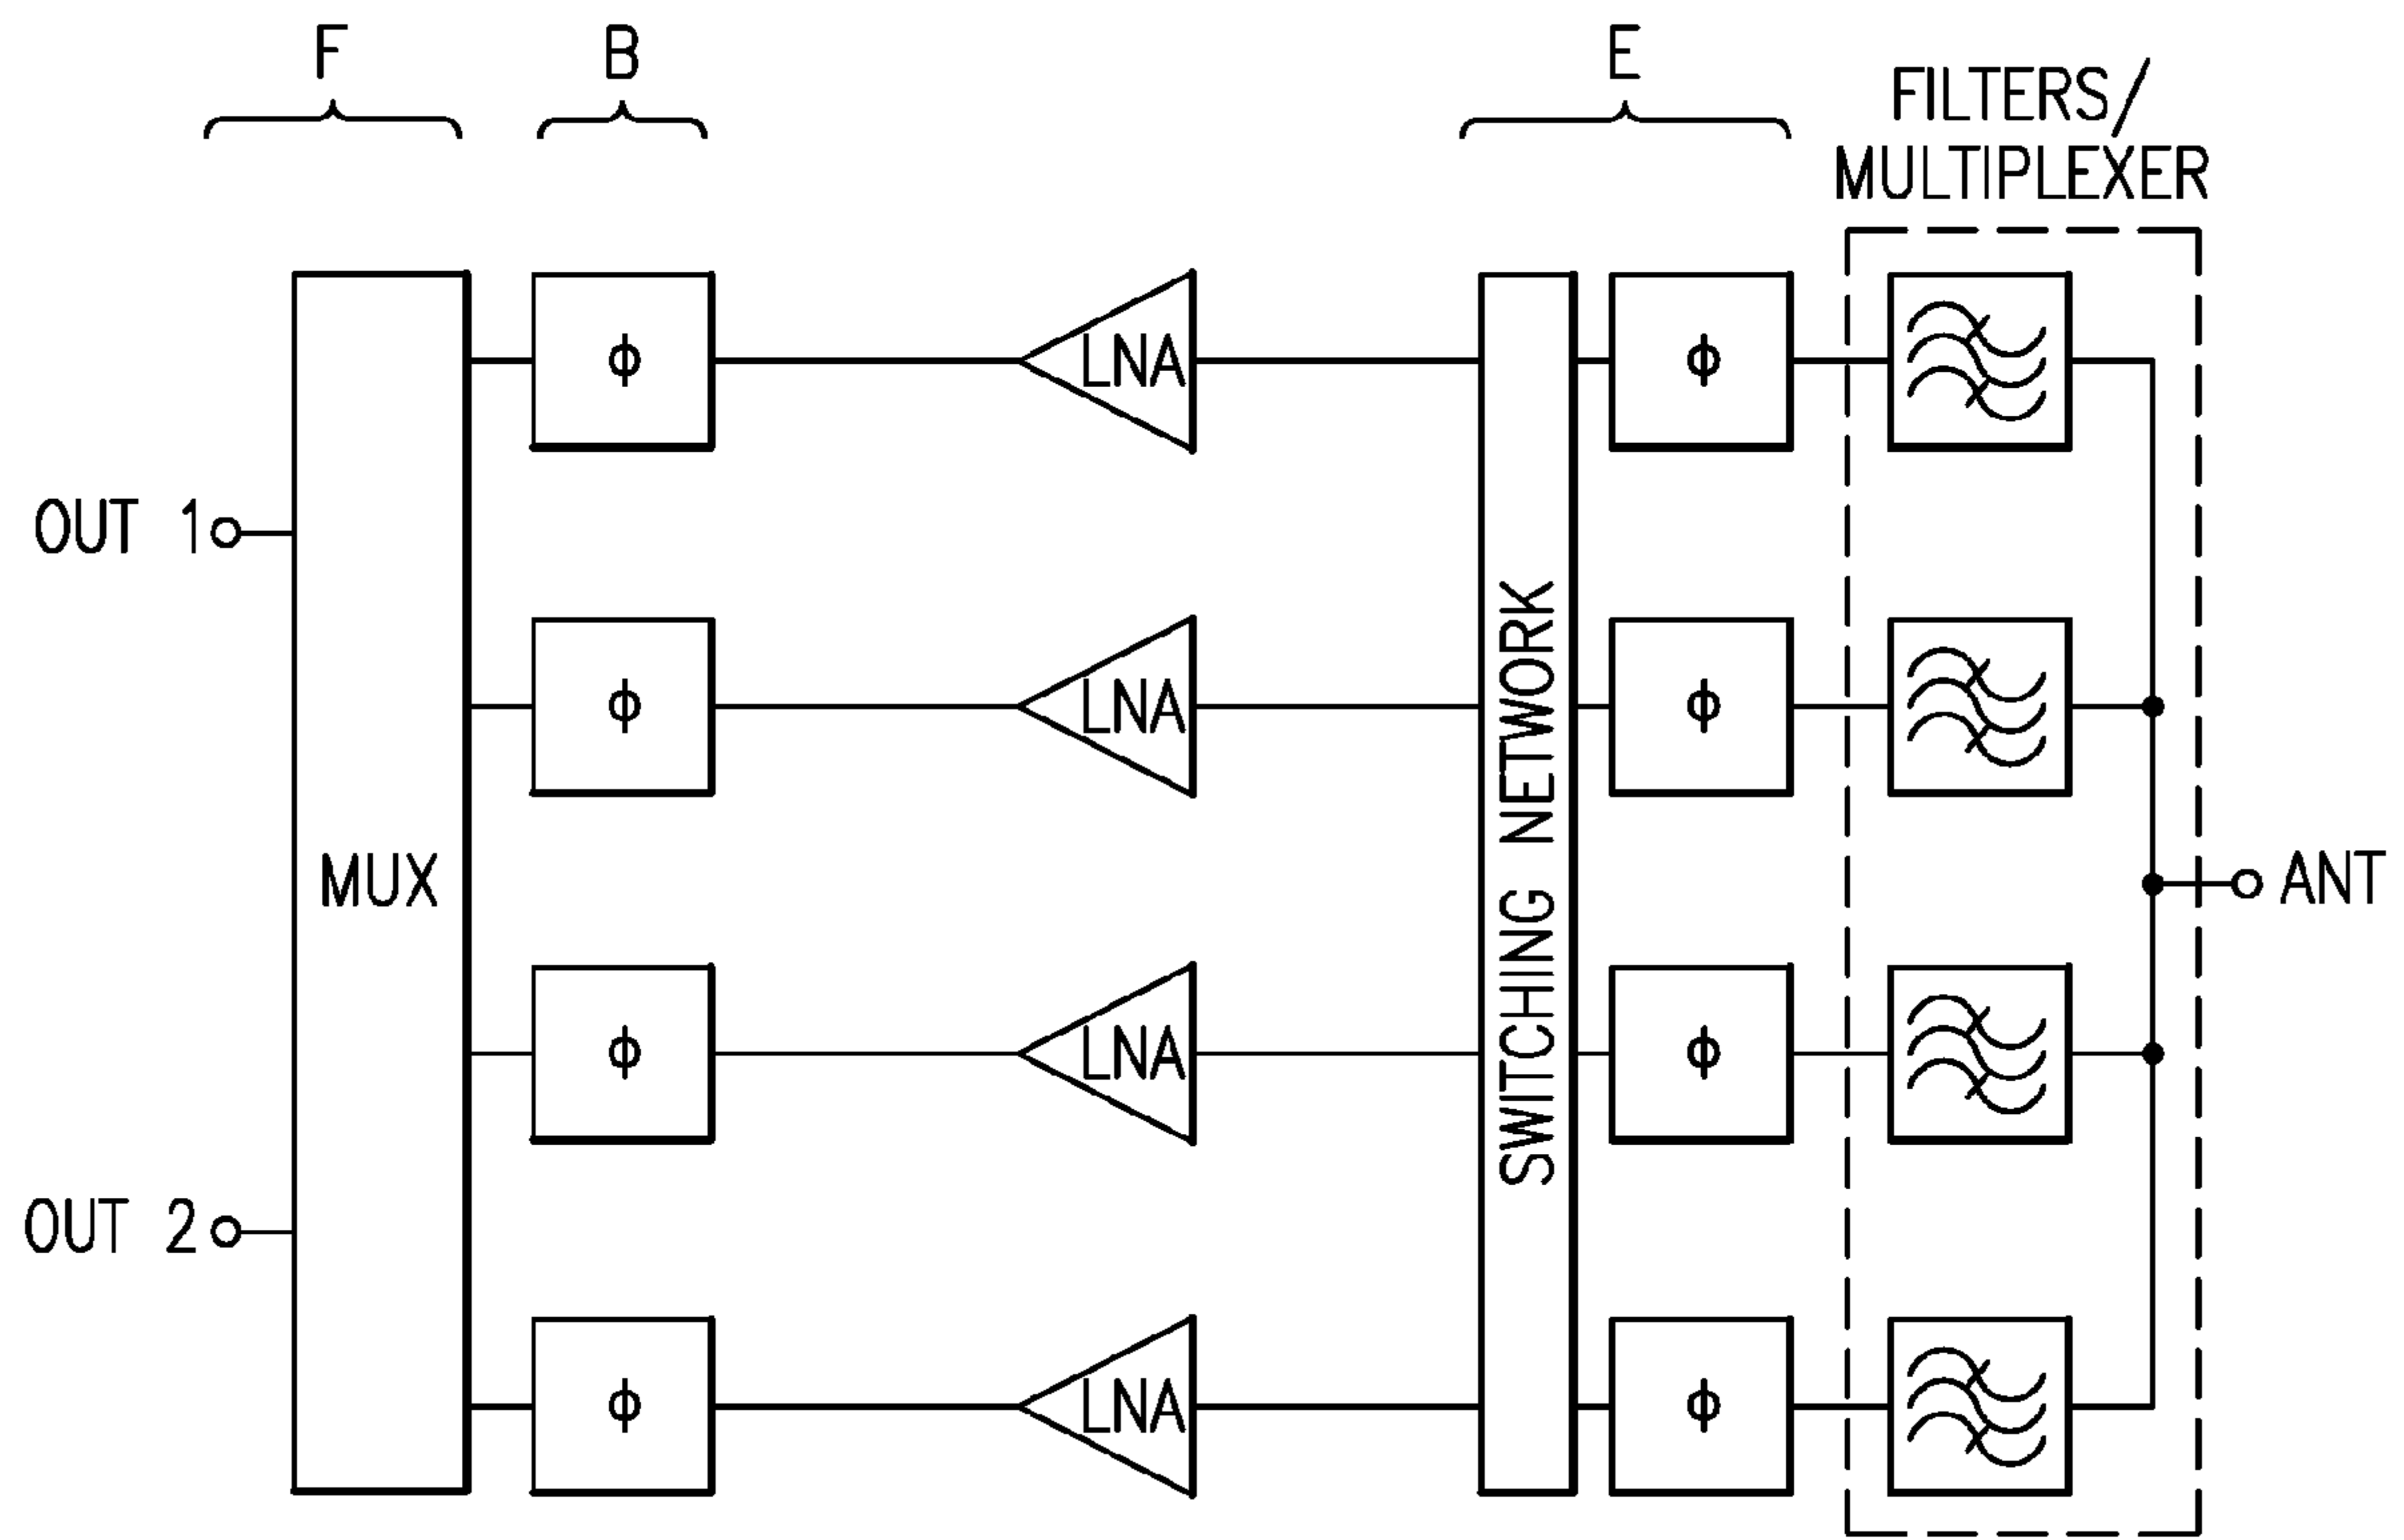 F B E FILTERS/
MULTIPLEXER
ϕ LNA ϕ
OUT 1
ϕ LNA ϕ
MUX SWITCHING NETWORK ANT
ϕ LNA ϕ
OUT 2
ϕ LNA ϕ